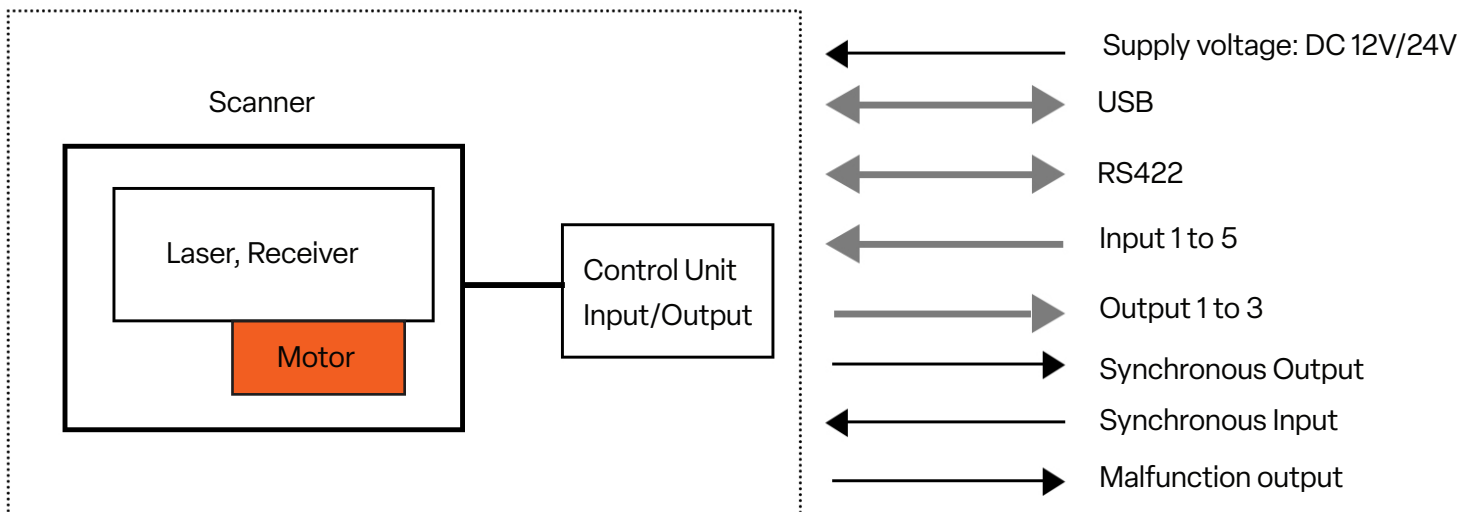 Scanner
Laser, Receiver
Motor
Control Unit
Input/Output
Supply voltage: DC 12V/24V
USB
RS422
Input 1 to 5
Output 1 to 3
Synchronous Output
Synchronous Input
Malfunction output